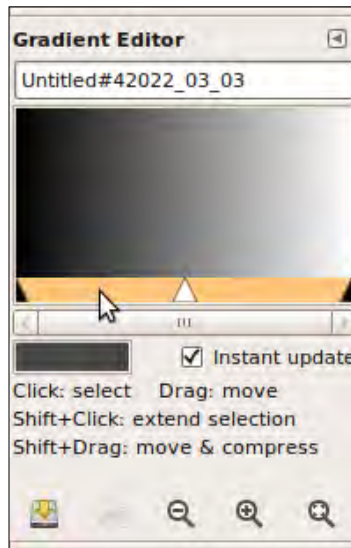 Gradient Editor
Untitled#42022_03_03
Instant update
Click: select Drag: move
Shift+Click: extend selection
Shift+Drag: move & compress